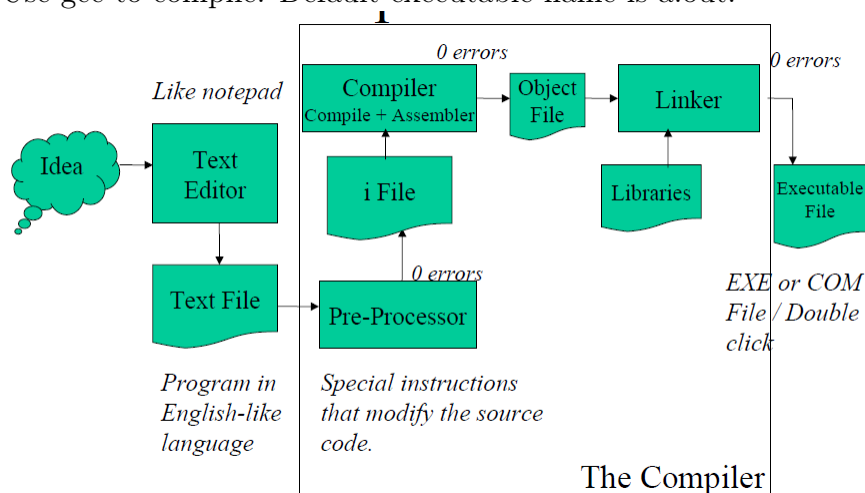 to compile. Default executable name is a.out.
0 errors
0 errors
Like notepad
Compiler
Compile + Assembler
Object
File
Linker
Idea
Text
Editor
i File
Libraries
Executable
File
0 errors
Text File
Pre-Processor
EXE or COM
File / Double
click
Program in
English-like
language
Special instructions
that modify the source
code.
The Compiler